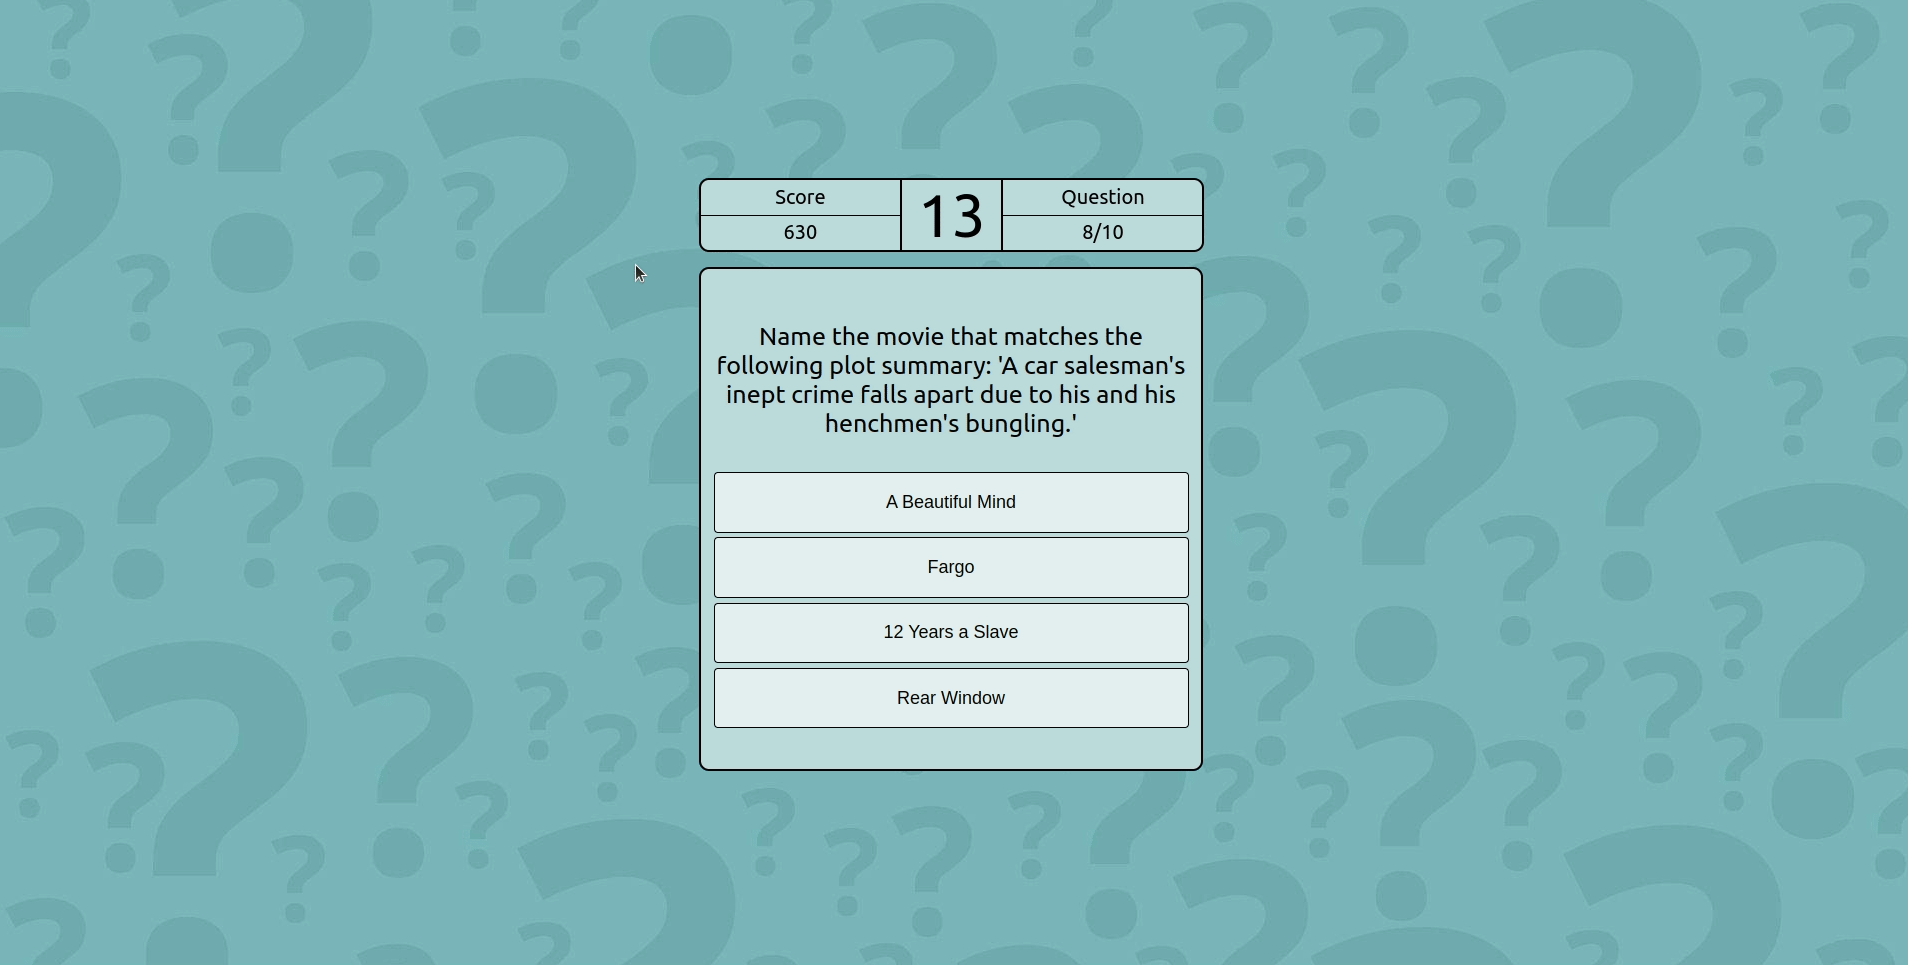 Score
630
13
Question
8/10
Name the movie that matches the
following plot summary: 'A car salesman's
inept crime falls apart due to his and his
henchmen's bungling.'
A Beautiful Mind
Fargo
12 Years a Slave
Rear Window